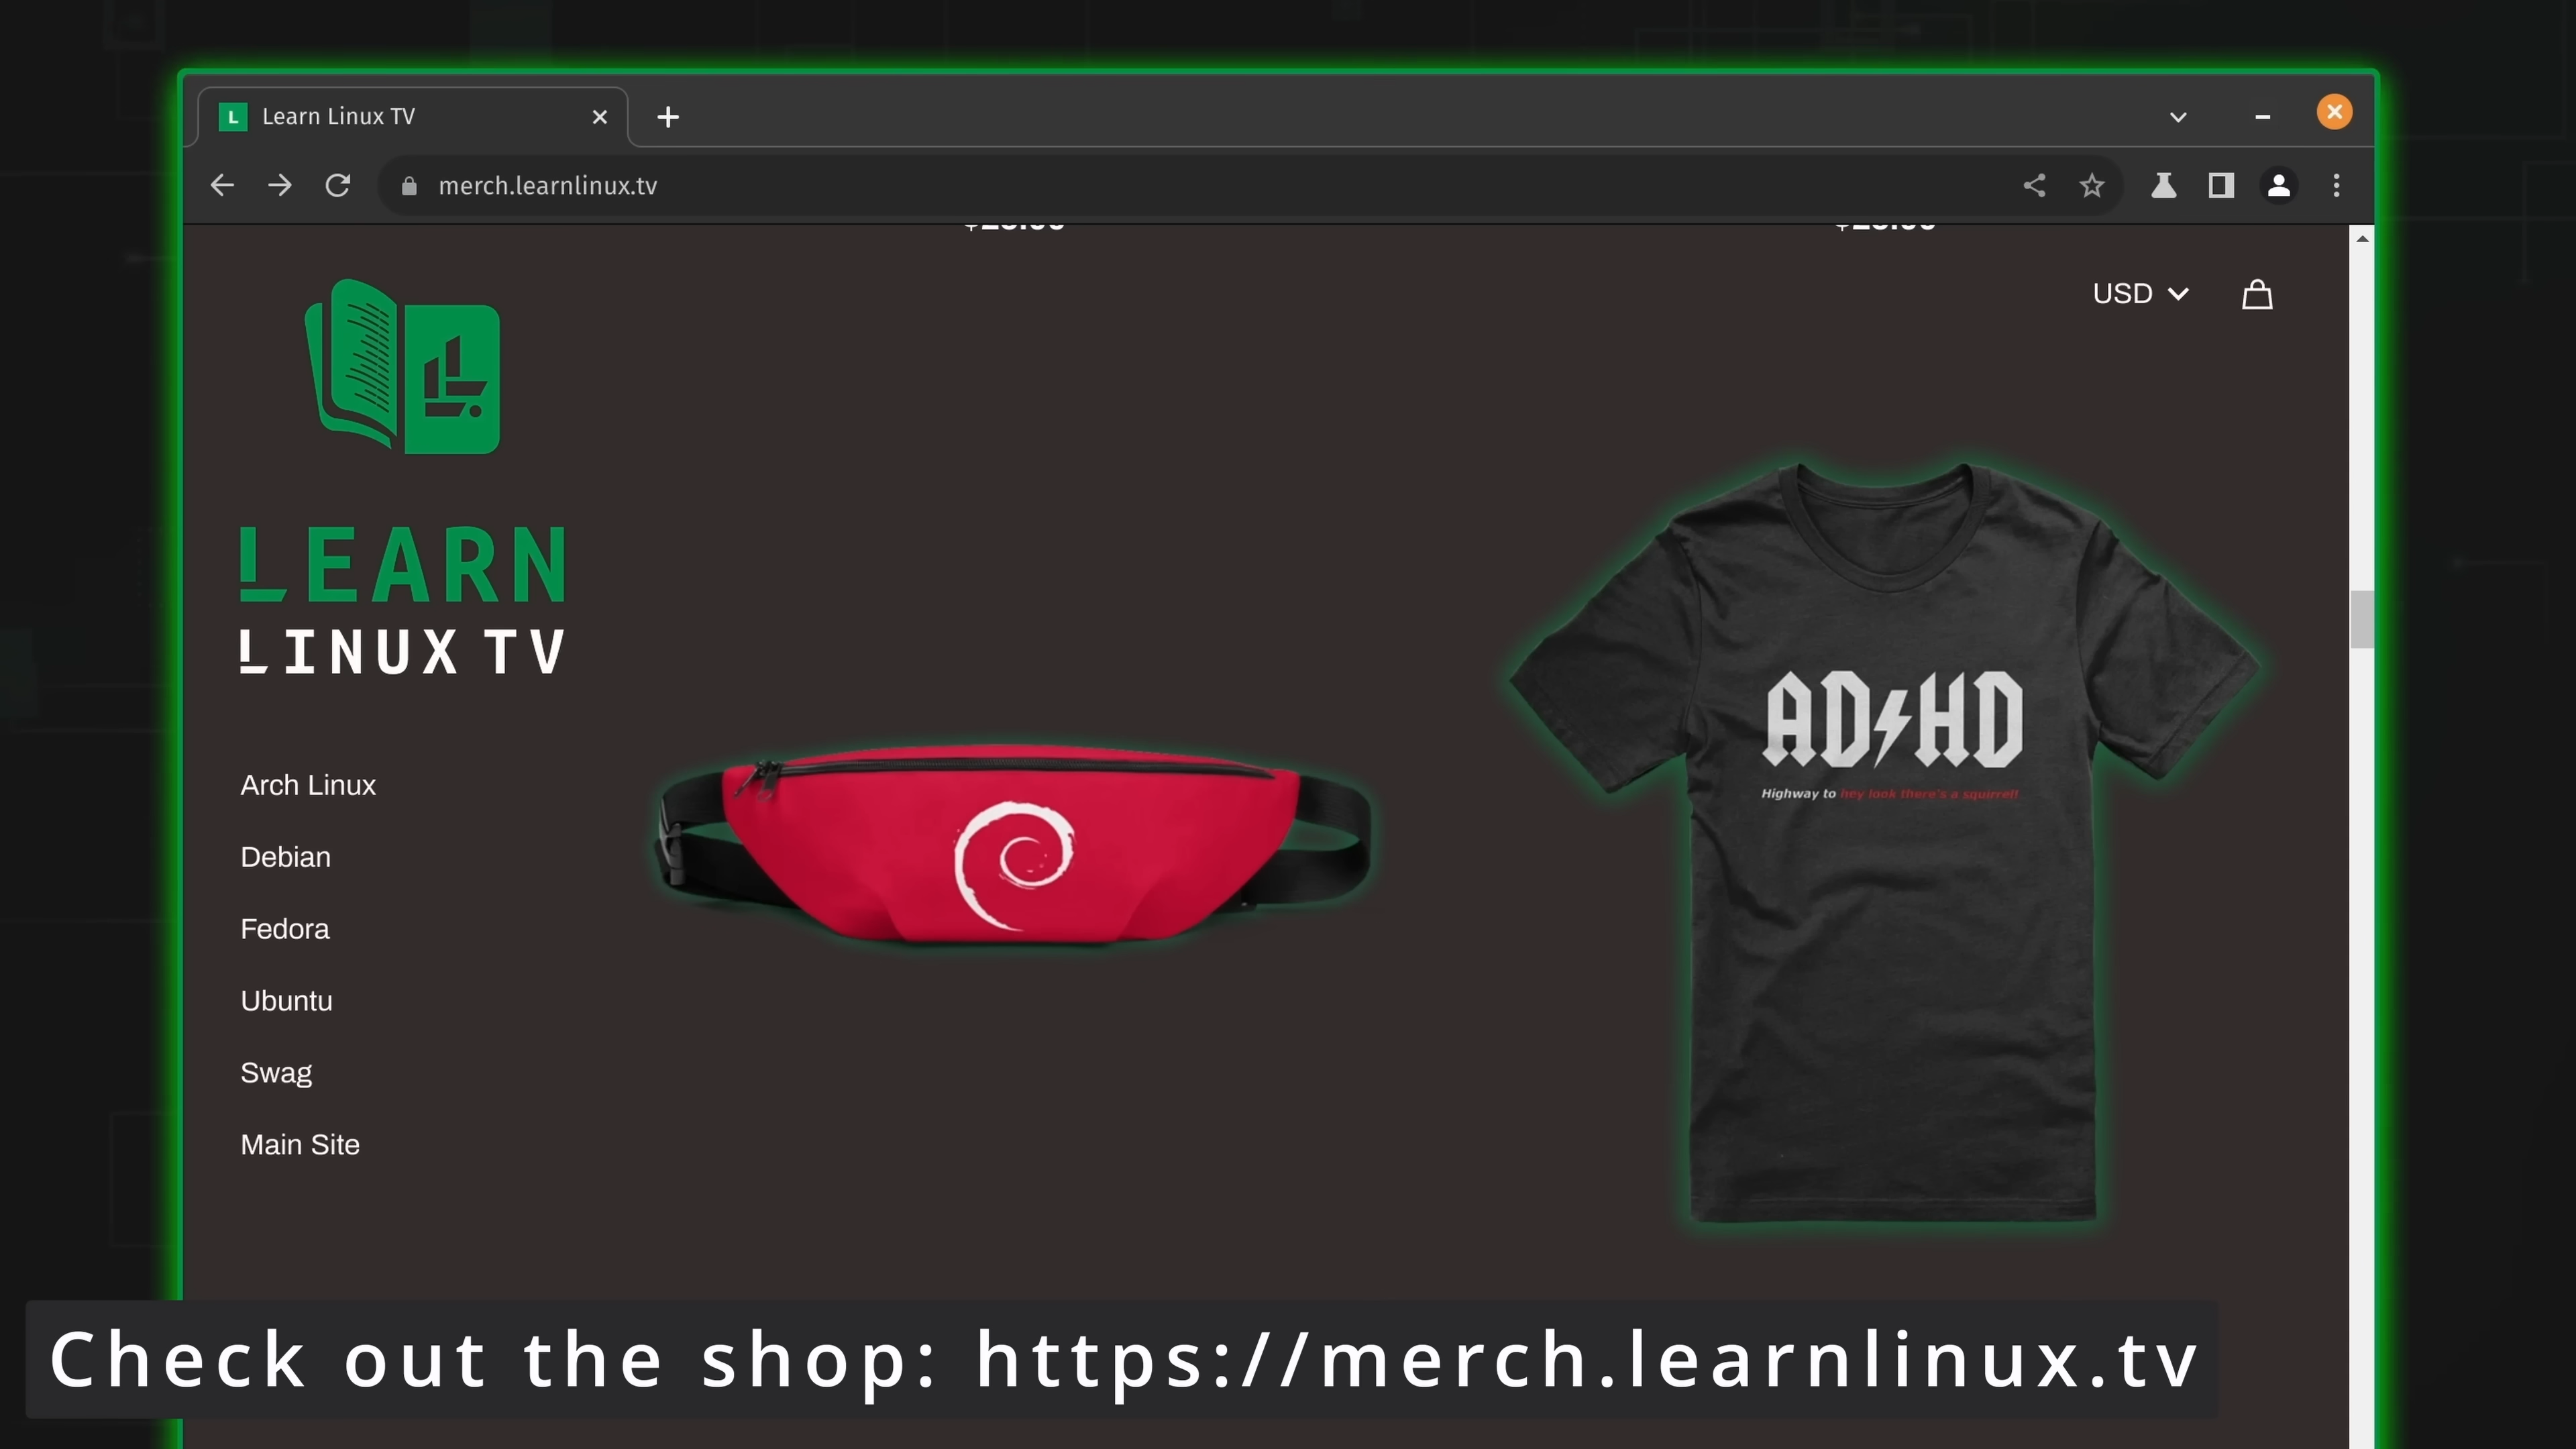 Learn Linux TV
merch.learnlinux.tv
USD
LEARN
LINUX TV
Arch Linux
Debian
Fedora
Ubuntu
Swag
Main Site
AD HD
Highway to hey look there's a squirrel!
Check out the shop: https://merch.learnlinux.tv